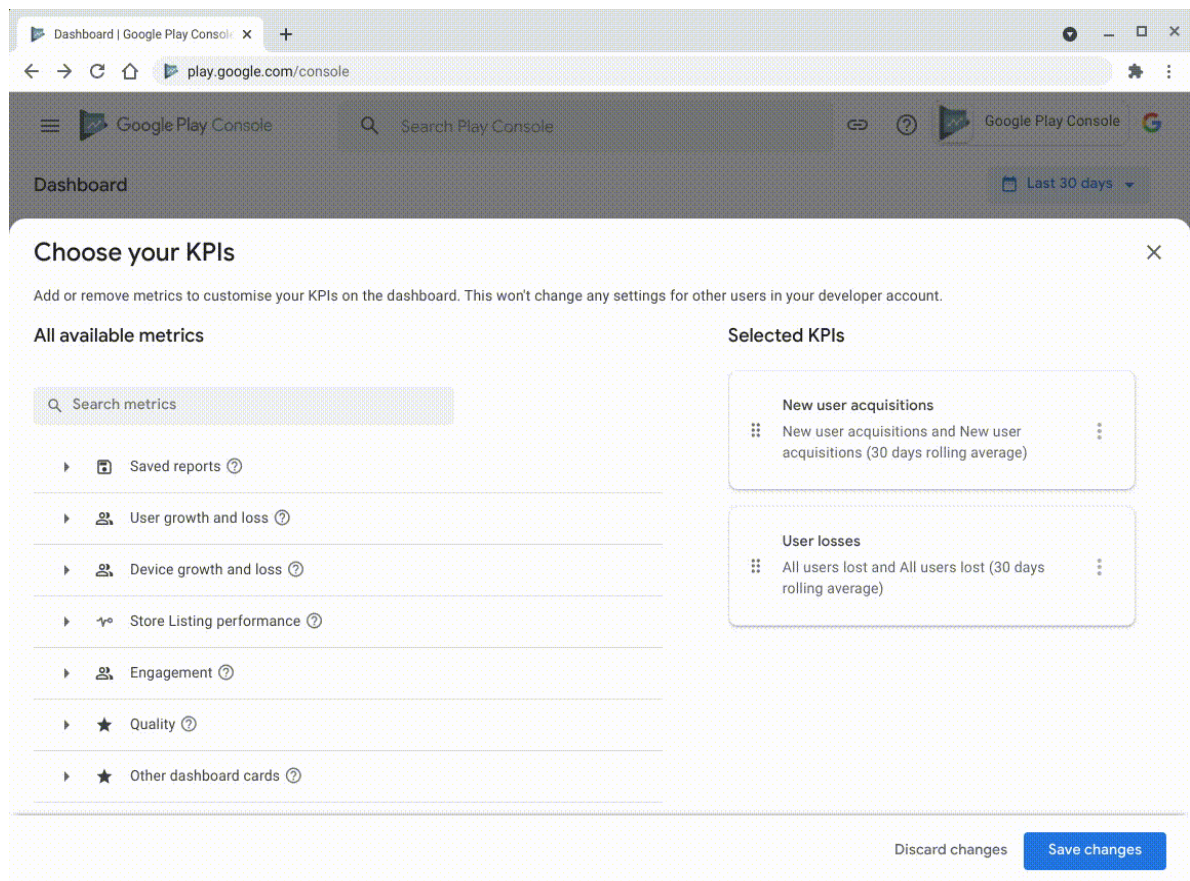 Dashboard | Google Play Console
play.google.com/console
Google Play Console
Search Play Console
Google Play Console
Dashboard
Last 30 days
Choose your KPIs
Add or remove metrics to customise your KPIs on the dashboard. This won't change any settings for other users in your developer account.
All available metrics
Search metrics
Saved reports
User growth and loss
Device growth and loss
Store Listing performance
Engagement
Quality
Other dashboard cards
Selected KPIs
New user acquisitions
New user acquisitions and New user
acquisitions (30 days rolling average)
User losses
All users lost and All users lost (30 days
rolling average)
Discard changes
Save changes